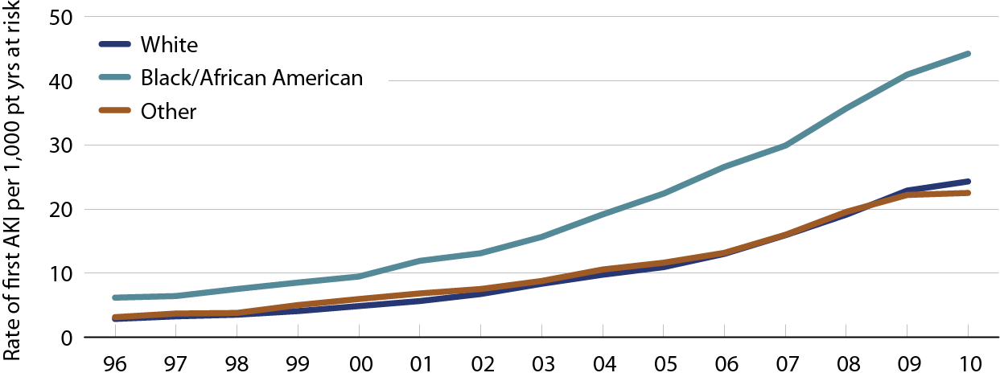 Rate of first AKI per 1,000 pt yrs at risk
50
40
30
20
10
0
White
Black/African American
Other
96 97 98 99 00 01 02 03 04 05 06 07 08 09 10